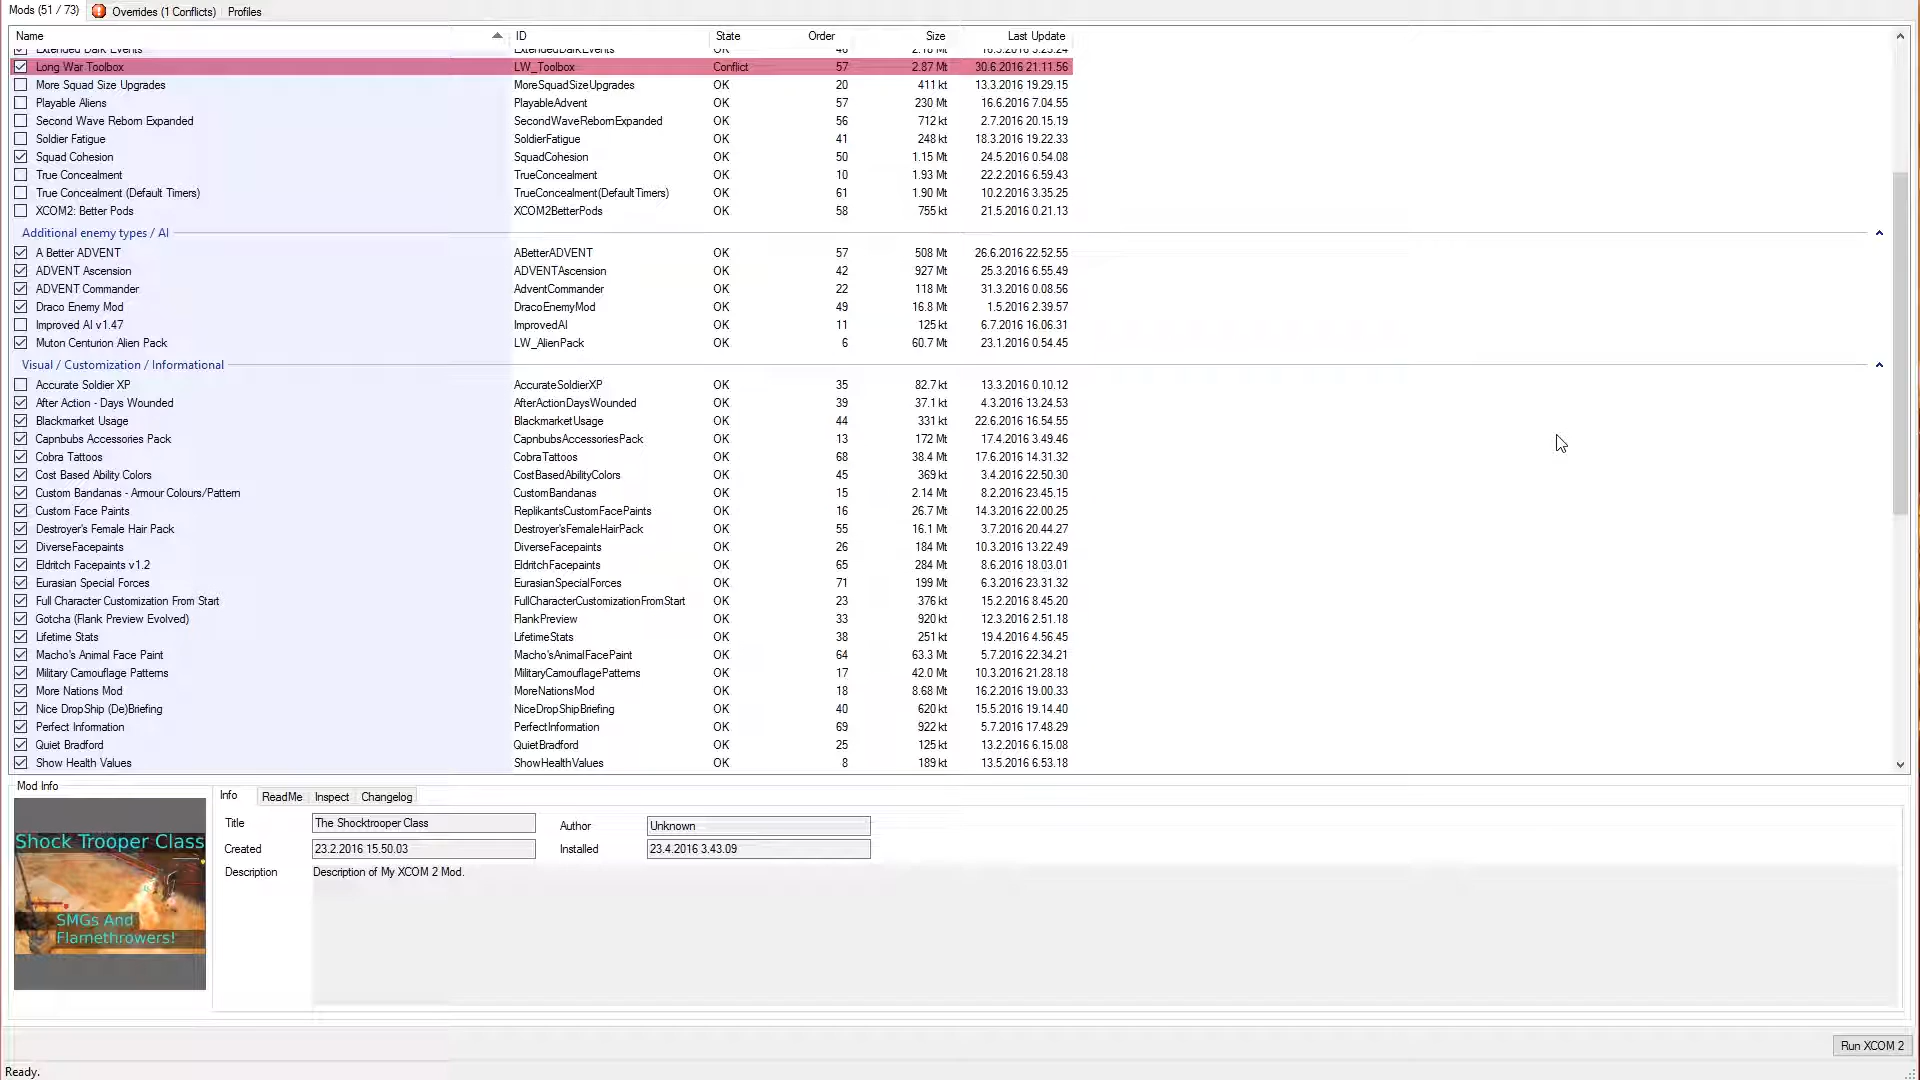 Mods (51 / 73) Overrides (1 Conflicts) Profiles
Name ID State Order Size Last Update
Extended Dark Events ExtendedDarkEvents OK 46 2.18 Mt
Long War Toolbox LW_Toolbox Conflict 57 2.87 Mt 30.6.2016 21.11.56
More Squad Size Upgrades MoreSquadSizeUpgrades OK 20 411 kt 13.3.2016 19.29.15
Playable Aliens PlayableAdvent OK 57 230 Mt 16.6.2016 7.04.55
Second Wave Reborn Expanded SecondWaveRebornExpanded OK 56 712 kt 2.7.2016 20.15.19
Soldier Fatigue SoldierFatigue OK 41 248 kt 18.3.2016 19.22.33
Squad Cohesion SquadCohesion OK 50 1.15 Mt 24.5.2016 0.54.08
True Concealment TrueConcealment OK 10 1.93 Mt 22.2.2016 6.59.43
True Concealment (Default Timers) TrueConcealment(DefaultTimers) OK 61 1.90 Mt 10.2.2016 3.35.25
XCOM2: Better Pods XCOM2BetterPods OK 58 755 kt 21.5.2016 0.21.13
Additional enemy types / AI
A Better ADVENT ABetterADVENT OK 57 508 Mt 26.6.2016 22.52.55
ADVENT Ascension ADVENTAscension OK 42 927 kt 25.3.2016 6.55.49
ADVENT Commander AdventCommander OK 22 118 Mt 31.3.2016 0.08.56
Draco Enemy Mod DracoEnemyMod OK 49 16.8 Mt 1.5.2016 2.39.57
Improved AI v1.47 ImprovedAI OK 11 125 kt 6.7.2016 16.06.31
Muton Centurion Alien Pack LW_AlienPack OK 6 60.7 Mt 23.1.2016 0.54.45
Visual / Customization / Informational
Accurate Soldier XP AccurateSoldierXP OK 35 82.7 kt 13.3.2016 0.10.12
After Action - Days Wounded AfterActionDaysWounded OK 39 37.1 kt 4.3.2016 13.24.53
Blackmarket Usage BlackmarketUsage OK 44 331 kt 22.6.2016 16.54.55
Capnbubs Accessories Pack CapnbubsAccessoriesPack OK 13 172 Mt 17.4.2016 3.49.46
Cobra Tattoos CobraTattoos OK 68 38.4 Mt 17.6.2016 14.31.32
Cost Based Ability Colors CostBasedAbilityColors OK 45 369 kt 3.4.2016 22.50.30
Custom Bandanas - Armour Colours/Pattern CustomBandanas OK 15 2.14 Mt 8.2.2016 23.45.15
Custom Face Paints ReplikantsCustomFacePaints OK 16 26.7 Mt 14.3.2016 22.00.25
Destroyer's Female Hair Pack Destroyer'sFemaleHairPack OK 55 16.1 Mt 3.7.2016 20.44.27
DiverseFacepaints DiverseFacepaints OK 26 184 Mt 10.3.2016 13.22.49
Eldritch Facepaints v1.2 EldritchFacepaints OK 65 284 Mt 8.6.2016 18.03.01
Eurasian Special Forces EurasianSpecialForces OK 71 199 Mt 6.3.2016 23.31.32
Full Character Customization From Start FullCharacterCustomizationFromStart OK 23 376 kt 15.2.2016 8.45.20
Gotcha (Flank Preview Evolved) FlankPreview OK 33 920 kt 12.3.2016 2.51.18
Lifetime Stats LifetimeStats OK 38 251 kt 19.4.2016 4.56.45
Macho's Animal Face Paint Macho'sAnimalFacePaint OK 64 63.3 Mt 5.7.2016 22.34.21
Military Camouflage Patterns MilitaryCamouflagePatterns OK 17 42.0 Mt 10.3.2016 21.28.18
More Nations Mod MoreNationsMod OK 18 8.68 Mt 16.2.2016 19.00.33
Nice DropShip (De)Briefing NiceDropShipBriefing OK 40 620 kt 15.5.2016 19.14.40
Perfect Information PerfectInformation OK 69 922 kt 5.7.2016 17.48.29
Quiet Bradford QuietBradford OK 25 125 kt 13.2.2016 6.15.08
Show Health Values ShowHealthValues OK 8 189 kt 13.5.2016 6.53.18
Mod Info
Info ReadMe Inspect Changelog
Title The Shocktrooper Class Author Unknown
Created 23.2.2016 15.50.03 Installed 23.4.2016 3.43.09
Description Description of My XCOM 2 Mod.
Shock Trooper Class
SMGs And
Flamethrowers!
Run XCOM 2
Ready.